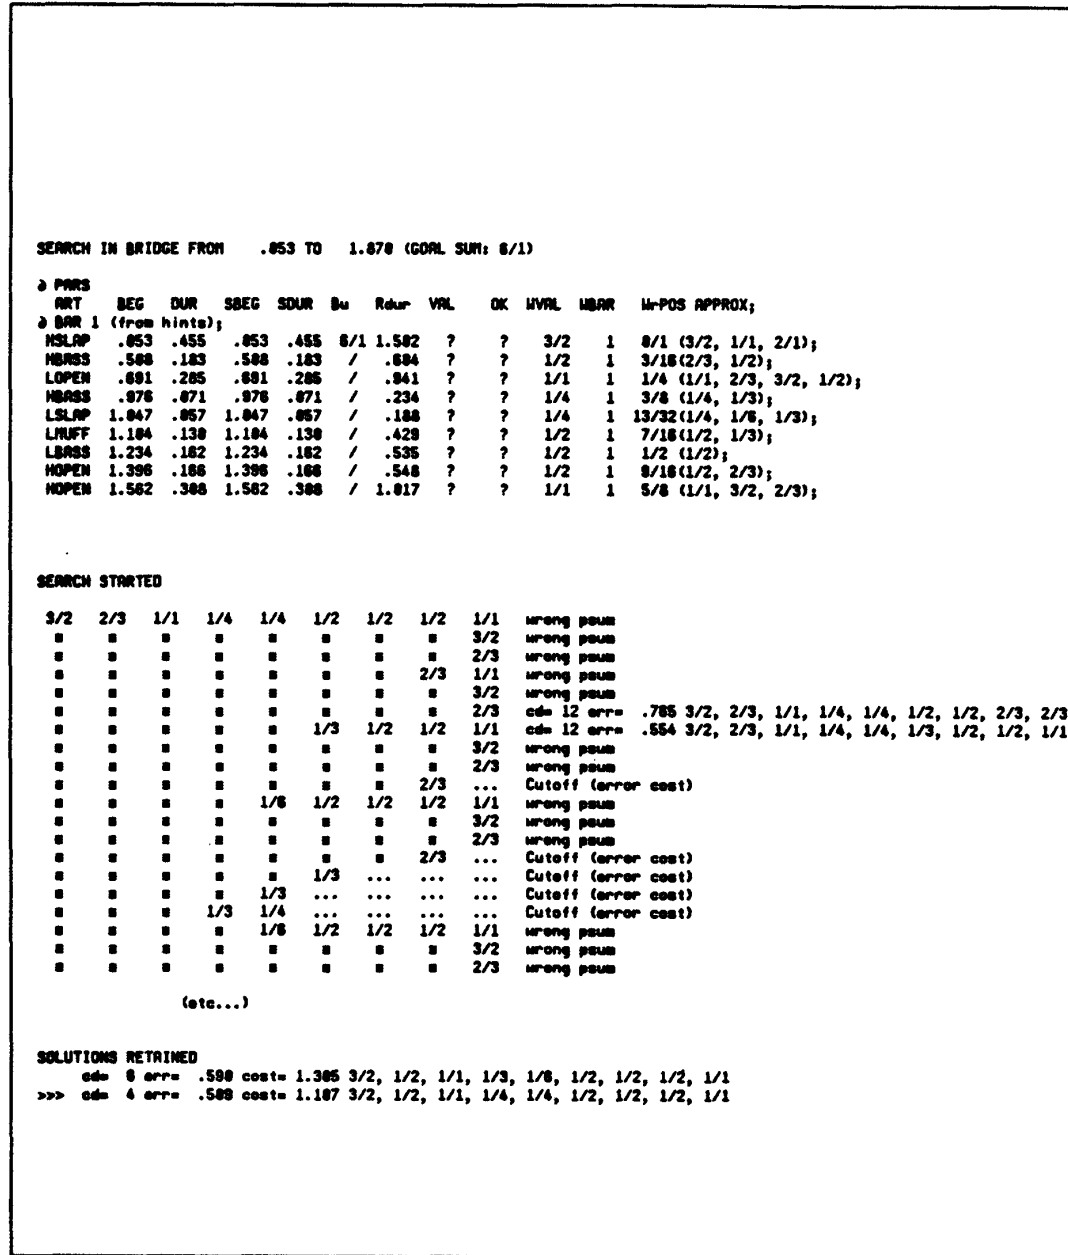 SEARCH IN BRIDGE FROM .053 TO 1.870 (GOAL SUM: 6/1)
∂ PARS
ART BEG DUR SBEG SDUR Bu Rdur VAL OK WVAL WBAR WrPOS APPROX;
∂ BAR 1 (from hints);
HSLAP .053 .455 .053 .455 6/1 1.502 ? ? 3/2 1 0/1 (3/2, 1/1, 2/1);
HBASS .508 .183 .508 .183 / .604 ? ? 1/2 1 3/16(2/3, 1/2);
LOPEN .691 .285 .691 .285 / .941 ? ? 1/1 1 1/4 (1/1, 2/3, 3/2, 1/2);
HBASS .976 .071 .976 .071 / .234 ? ? 1/4 1 3/8 (1/4, 1/3);
LSLAP 1.047 .057 1.047 .057 / .188 ? ? 1/4 1 13/32(1/4, 1/6, 1/3);
LMUFF 1.104 .130 1.104 .130 / .429 ? ? 1/2 1 7/16(1/2, 1/3);
LBASS 1.234 .162 1.234 .162 / .535 ? ? 1/2 1 1/2 (1/2);
HOPEN 1.396 .166 1.396 .166 / .548 ? ? 1/2 1 9/16(1/2, 2/3);
HOPEN 1.562 .308 1.562 .308 / 1.017 ? ? 1/1 1 5/8 (1/1, 3/2, 2/3);
SEARCH STARTED
3/2 2/3 1/1 1/4 1/4 1/2 1/2 1/2 1/1 wrong psum
" " " " " " " " 3/2 wrong psum
" " " " " " " " 2/3 wrong psum
" " " " " " " 2/3 1/1 wrong psum
" " " " " " " " 3/2 wrong psum
" " " " " " " " 2/3 cd= 12 err= .765 3/2, 2/3, 1/1, 1/4, 1/4, 1/2, 1/2, 2/3, 2/3
" " " " " 1/3 1/2 1/2 1/1 cd= 12 err= .554 3/2, 2/3, 1/1, 1/4, 1/4, 1/3, 1/2, 1/2, 1/1
" " " " " " " " 3/2 wrong psum
" " " " " " " " 2/3 wrong psum
" " " " " " " 2/3 ... Cutoff (error cost)
" " " " 1/6 1/2 1/2 1/2 1/1 wrong psum
" " " " " " " " 3/2 wrong psum
" " " " " " " " 2/3 wrong psum
" " " " " " " 2/3 ... Cutoff (error cost)
" " " " " 1/3 ... ... ... Cutoff (error cost)
" " " " 1/3 ... ... ... ... Cutoff (error cost)
" " " 1/3 1/4 ... ... ... ... Cutoff (error cost)
" " " " 1/6 1/2 1/2 1/2 1/1 wrong psum
" " " " " " " " 3/2 wrong psum
" " " " " " " " 2/3 wrong psum
(etc...)
SOLUTIONS RETAINED
cd= 6 err= .590 cost= 1.305 3/2, 1/2, 1/1, 1/3, 1/6, 1/2, 1/2, 1/2, 1/1
>>> cd= 4 err= .509 cost= 1.107 3/2, 1/2, 1/1, 1/4, 1/4, 1/2, 1/2, 1/2, 1/1